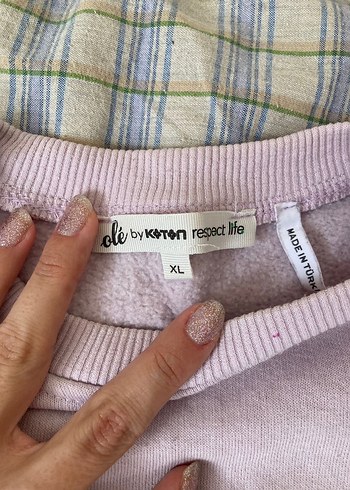 olé by KOTON respect life
XL
MADE IN TÜRK